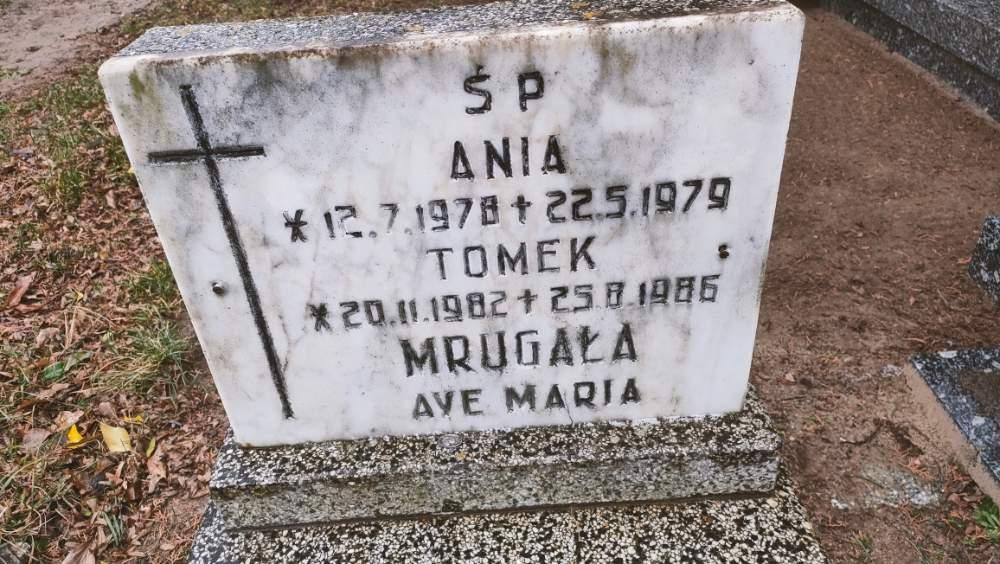 ŚP
ANIA
* 12.7.1978 + 22.5.1979
TOMEK
* 20.11.1982 + 25.8.1986
MRUGAŁA
AVE MARIA